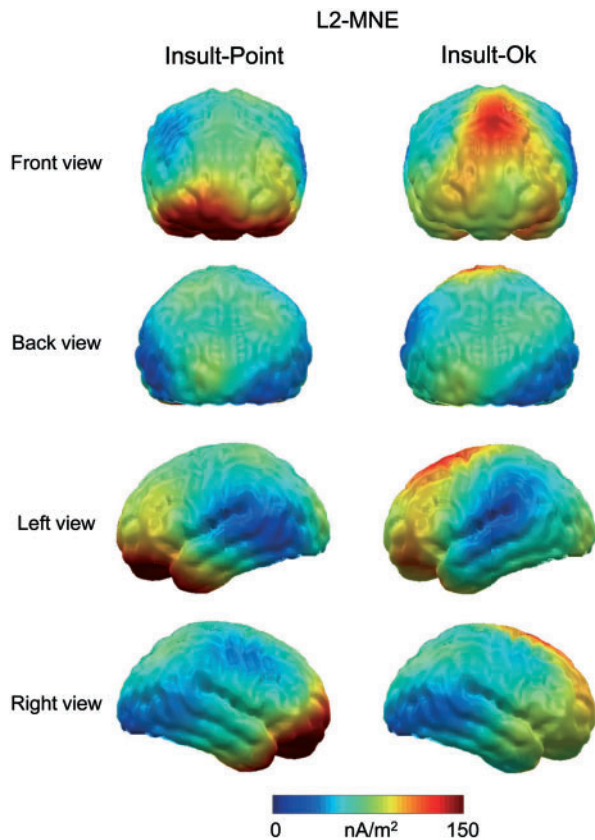 L2-MNE
Insult-Point Insult-Ok
Front view
Back view
Left view
Right view
0 nA/m² 150